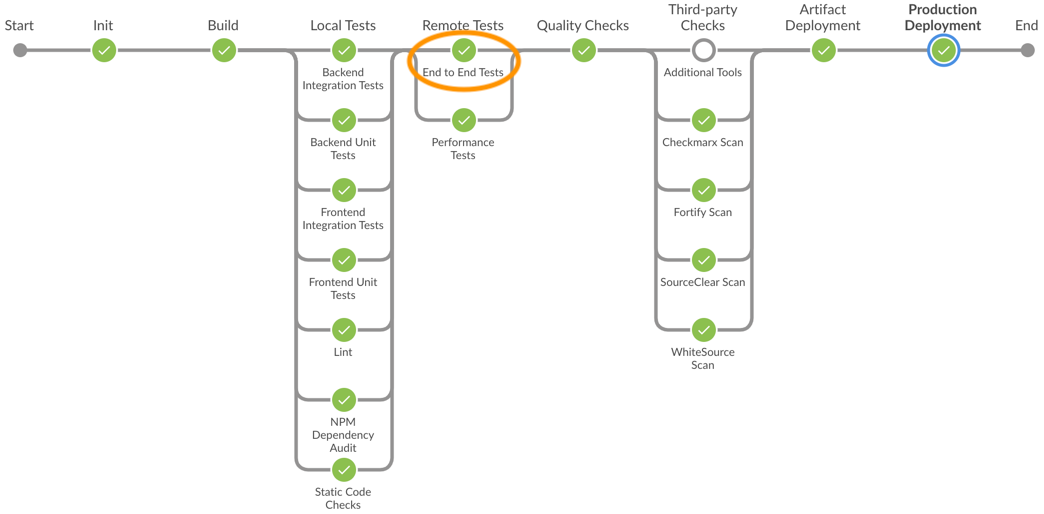 Start
Init
Build
Local Tests
Remote Tests
Quality Checks
Third-party
Checks
Artifact
Deployment
Production
Deployment
End
Backend
Integration Tests
Backend Unit
Tests
Frontend
Integration Tests
Frontend Unit
Tests
Lint
NPM
Dependency
Audit
Static Code
Checks
End to End Tests
Performance
Tests
Additional Tools
Checkmarx Scan
Fortify Scan
SourceClear Scan
WhiteSource
Scan